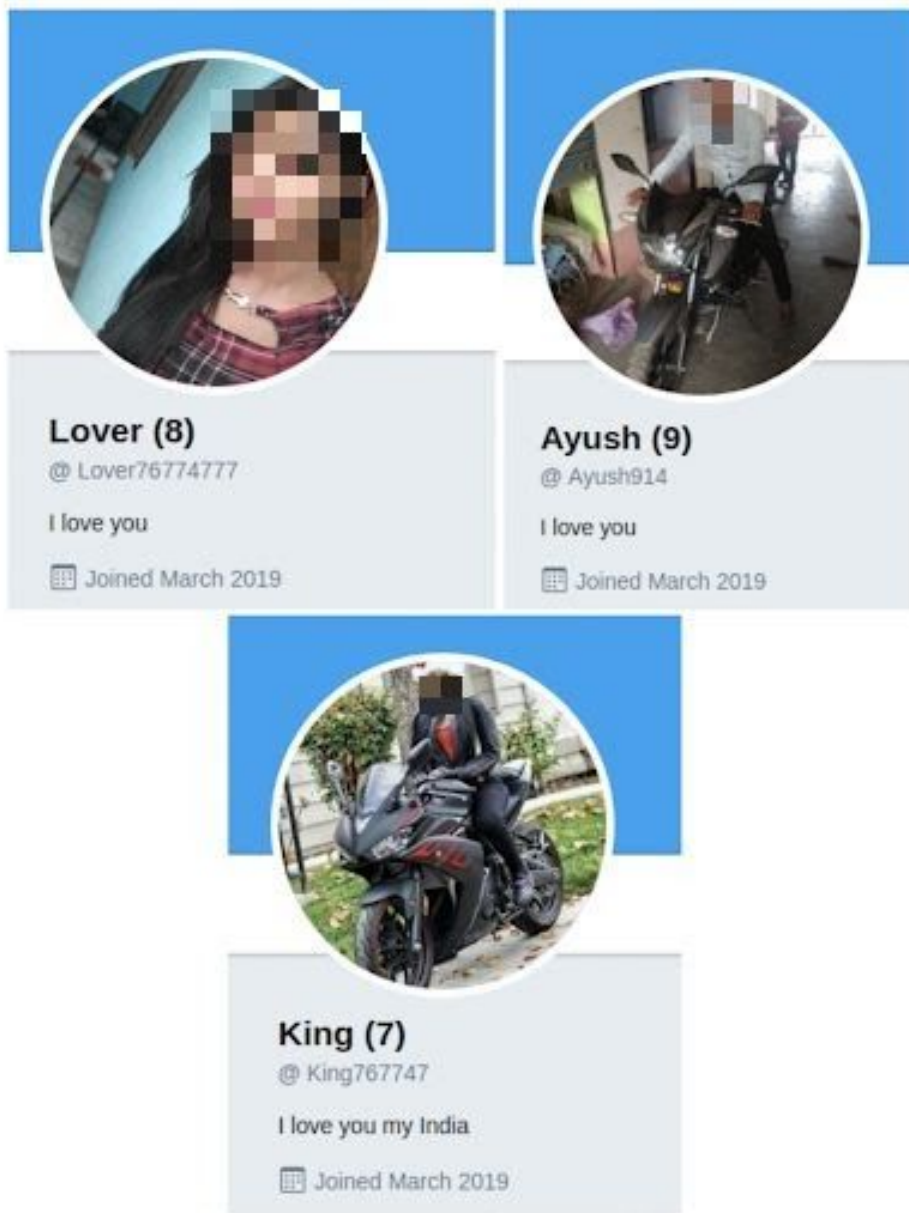 Lover (8)
@ Lover76774777
I love you
Joined March 2019
Ayush (9)
@ Ayush914
I love you
Joined March 2019
King (7)
@ King767747
I love you my India
Joined March 2019